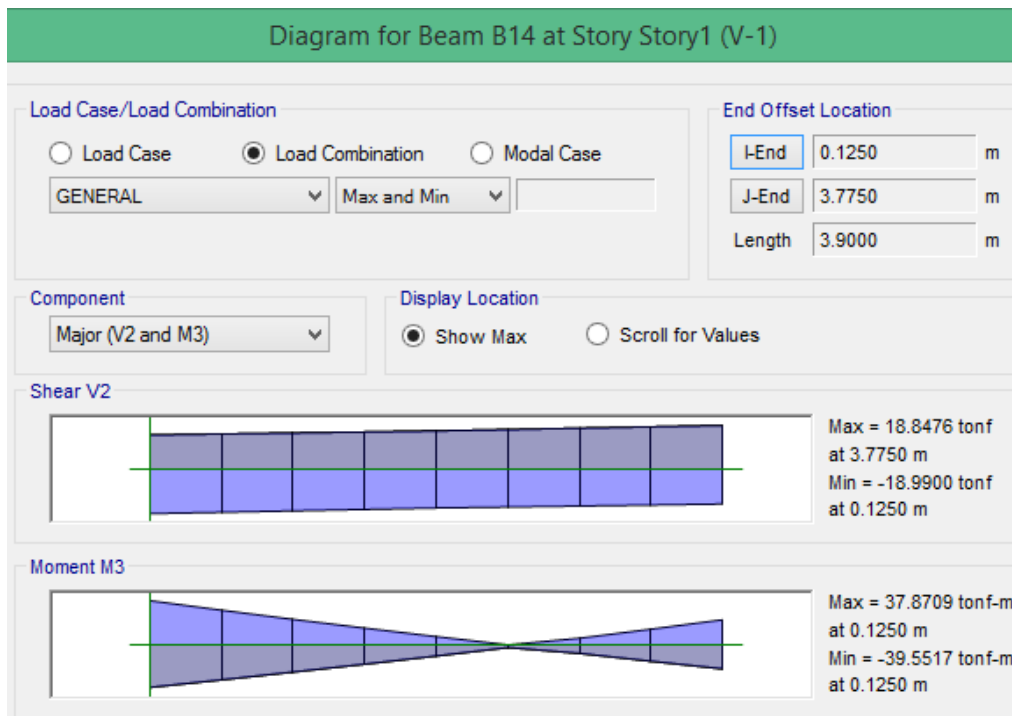 Diagram for Beam B14 at Story Story1 (V-1)
Load Case/Load Combination
Load Case Load Combination Modal Case
GENERAL Max and Min
End Offset Location
I-End 0.1250 m
J-End 3.7750 m
Length 3.9000 m
Component
Major (V2 and M3)
Display Location
Show Max Scroll for Values
Shear V2
Max = 18.8476 tonf
at 3.7750 m
Min = -18.9900 tonf
at 0.1250 m
Moment M3
Max = 37.8709 tonf-m
at 0.1250 m
Min = -39.5517 tonf-m
at 0.1250 m